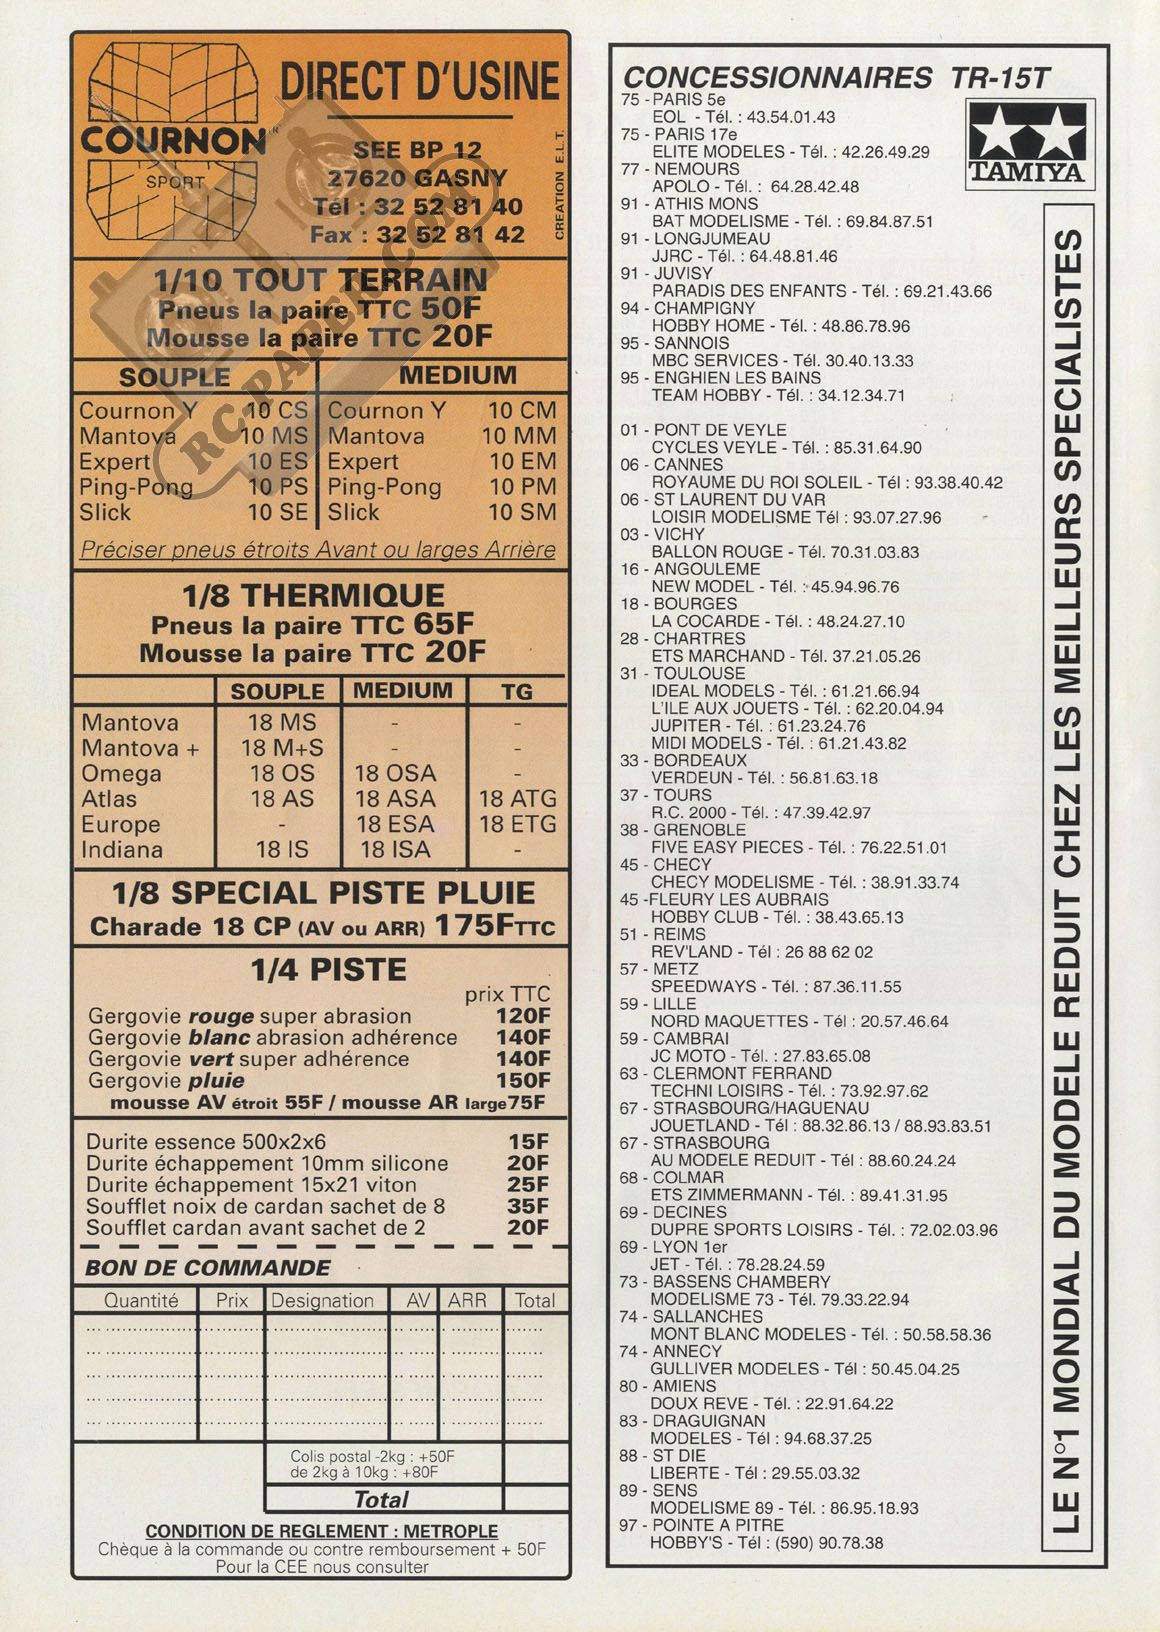 DIRECT D'USINE
COURNON
SPORT
SEE BP 12
27620 GASNY
Tél : 32 52 81 40
Fax : 32 52 81 42
CREATION E.L.T.
RC-PAPER.COM
1/10 TOUT TERRAIN
Pneus la paire TTC 50F
Mousse la paire TTC 20F
SOUPLE MEDIUM
Cournon Y 10 CS Cournon Y 10 CM
Mantova 10 MS Mantova 10 MM
Expert 10 ES Expert 10 EM
Ping-Pong 10 PS Ping-Pong 10 PM
Slick 10 SE Slick 10 SM
Préciser pneus étroits Avant ou larges Arrière
1/8 THERMIQUE
Pneus la paire TTC 65F
Mousse la paire TTC 20F
SOUPLE MEDIUM TG
Mantova 18 MS - -
Mantova + 18 M+S - -
Omega 18 OS 18 OSA -
Atlas 18 AS 18 ASA 18 ATG
Europe - 18 ESA 18 ETG
Indiana 18 IS 18 ISA -
1/8 SPECIAL PISTE PLUIE
Charade 18 CP (AV ou ARR) 175F TTC
1/4 PISTE
prix TTC
Gergovie rouge super abrasion 120F
Gergovie blanc abrasion adhérence 140F
Gergovie vert super adhérence 140F
Gergovie pluie 150F
mousse AV étroit 55F / mousse AR large 75F
Durite essence 500x2x6 15F
Durite échappement 10mm silicone 20F
Durite échappement 15x21 viton 25F
Soufflet noix de cardan sachet de 8 35F
Soufflet cardan avant sachet de 2 20F
BON DE COMMANDE
Quantité Prix Designation AV ARR Total
Colis postal -2kg : +50F
de 2kg à 10kg : +80F
Total
CONDITION DE REGLEMENT : METROPLE
Chèque à la commande ou contre remboursement + 50F
Pour la CEE nous consulter
CONCESSIONNAIRES TR-15T
TAMIYA
75 - PARIS 5e
EOL - Tél. : 43.54.01.43
75 - PARIS 17e
ELITE MODELES - Tél. : 42.26.49.29
77 - NEMOURS
APOLO - Tél. : 64.28.42.48
91 - ATHIS MONS
BAT MODELISME - Tél. : 69.84.87.51
91 - LONGJUMEAU
JJRC - Tél. : 64.48.81.46
91 - JUVISY
PARADIS DES ENFANTS - Tél. : 69.21.43.66
94 - CHAMPIGNY
HOBBY HOME - Tél. : 48.86.78.96
95 - SANNOIS
MBC SERVICES - Tél. 30.40.13.33
95 - ENGHIEN LES BAINS
TEAM HOBBY - Tél. : 34.12.34.71
01 - PONT DE VEYLE
CYCLES VEYLE - Tél. : 85.31.64.90
06 - CANNES
ROYAUME DU ROI SOLEIL - Tél : 93.38.40.42
06 - ST LAURENT DU VAR
LOISIR MODELISME Tél : 93.07.27.96
03 - VICHY
BALLON ROUGE - Tél. 70.31.03.83
16 - ANGOULEME
NEW MODEL - Tél. : 45.94.96.76
18 - BOURGES
LA COCARDE - Tél. : 48.24.27.10
28 - CHARTRES
ETS MARCHAND - Tél. 37.21.05.26
31 - TOULOUSE
IDEAL MODELS - Tél. : 61.21.66.94
L'ILE AUX JOUETS - Tél. : 62.20.04.94
JUPITER - Tél. : 61.23.24.76
MIDI MODELS - Tél. : 61.21.43.82
33 - BORDEAUX
VERDEUN - Tél. : 56.81.63.18
37 - TOURS
R.C. 2000 - Tél. : 47.39.42.97
38 - GRENOBLE
FIVE EASY PIECES - Tél. : 76.22.51.01
45 - CHECY
CHECY MODELISME - Tél. : 38.91.33.74
45 -FLEURY LES AUBRAIS
HOBBY CLUB - Tél. : 38.43.65.13
51 - REIMS
REV'LAND - Tél : 26 88 62 02
57 - METZ
SPEEDWAYS - Tél. : 87.36.11.55
59 - LILLE
NORD MAQUETTES - Tél : 20.57.46.64
59 - CAMBRAI
JC MOTO - Tél. : 27.83.65.08
63 - CLERMONT FERRAND
TECHNI LOISIRS - Tél. : 73.92.97.62
67 - STRASBOURG/HAGUENAU
JOUETLAND - Tél : 88.32.86.13 / 88.93.83.51
67 - STRASBOURG
AU MODELE REDUIT - Tél : 88.60.24.24
68 - COLMAR
ETS ZIMMERMANN - Tél. : 89.41.31.95
69 - DECINES
DUPRE SPORTS LOISIRS - Tél. : 72.02.03.96
69 - LYON 1er
JET - Tél. : 78.28.24.59
73 - BASSENS CHAMBERY
MODELISME 73 - Tél. 79.33.22.94
74 - SALLANCHES
MONT BLANC MODELES - Tél. : 50.58.58.36
74 - ANNECY
GULLIVER MODELES - Tél : 50.45.04.25
80 - AMIENS
DOUX REVE - Tél. : 22.91.64.22
83 - DRAGUIGNAN
MODELES - Tél : 94.68.37.25
88 - ST DIE
LIBERTE - Tél : 29.55.03.32
89 - SENS
MODELISME 89 - Tél. : 86.95.18.93
97 - POINTE A PITRE
HOBBY'S - Tél : (590) 90.78.38
LE N°1 MONDIAL DU MODELE REDUIT CHEZ LES MEILLEURS SPECIALISTES